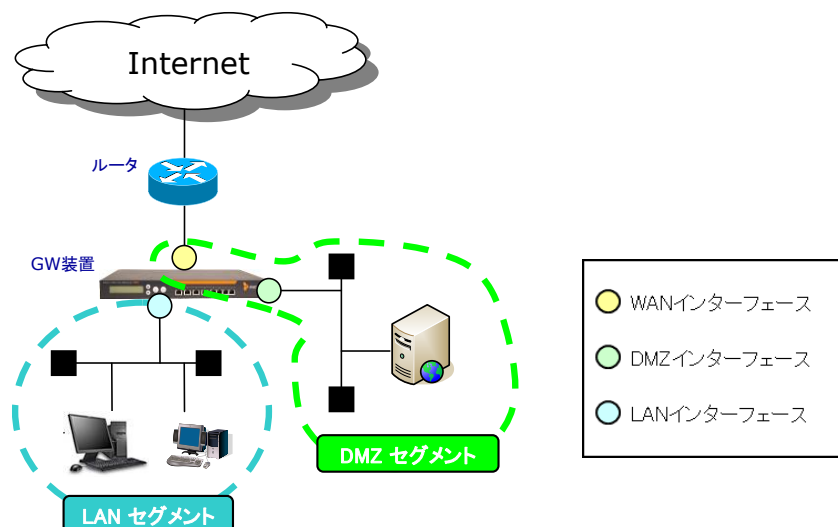 Internet
ルータ
GW装置
WANインターフェース
DMZインターフェース
LANインターフェース
DMZ セグメント
LAN セグメント